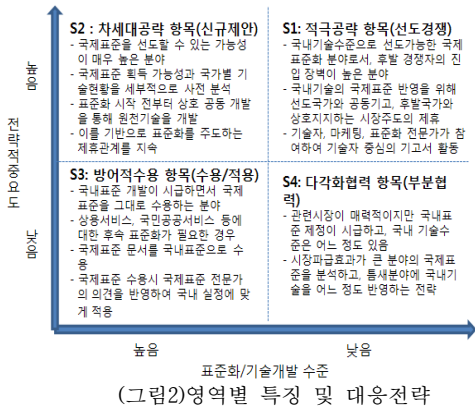 S2 : 차세대공략 항목(신규제안)
- 국제표준을 선도할 수 있는 가능성
이 매우 높은 분야
- 국제표준 획득 가능성과 국가별 기
술현황을 세부적으로 사전 분석
- 표준화 시작 전부터 상호 공동 개발
을 통해 원전기술을 개발
- 이를 기반으로 표준화를 주도하는
제휴관계를 지속
S1: 적극공략 항목(선도경쟁)
- 국내기술수준으로 선도가능한 국제
표준화 분야로서, 후발 경쟁자의 진
입 장벽이 높은 분야
- 국내기술의 국제표준 반영을 위해
선도국가와 공동기고, 후발국가와
상호지지하는 시장주도의 제휴
- 기술자, 마케팅, 표준화 전문가가 참
여하여 기술자 중심의 기고서 활동
S3: 방어적수용 항목(수용/적용)
- 국내표준 개발이 시급하면서 국제
표준을 그대로 수용하는 분야
- 상용서비스, 국민공공서비스 등에
대한 후속 표준화가 필요한 경우
- 국제표준 문서를 국내표준으로 수
용
- 국제표준 수용시 국제표준 전문가
의 의견을 반영하여 국내 실정에 맞
게 적용
S4: 다각화협력 항목(부분협
력)
- 관련시장이 매력적이지만 국내표
준 제정이 시급하고, 국내 기술수
준은 어느 정도 있음
- 시장파급효과가 큰 분야의 국제표
준을 분석하고, 틈새분야에 국내기
술을 어느 정도 반영하는 전략
높음
전략적중요도
낮음
높음
낮음
표준화/기술개발 수준
(그림2)영역별 특징 및 대응전략